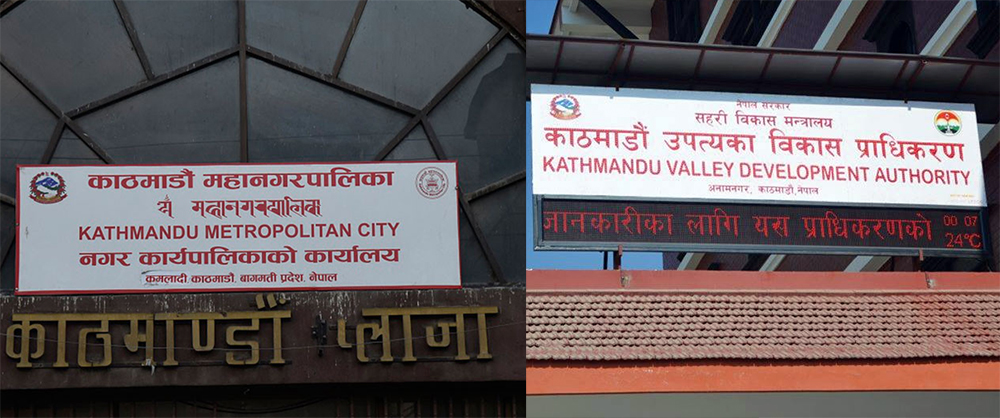 काठमाडौं महानगरपालिका
KATHMANDU METROPOLITAN CITY
नगर कार्यपालिकाको कार्यालय
कमलादी, काठमाडौं, बागमती प्रदेश, नेपाल
काठमाण्डौं प्लाजा
नेपाल सरकार
सहरी विकास मन्त्रालय
काठमाडौं उपत्यका विकास प्राधिकरण
KATHMANDU VALLEY DEVELOPMENT AUTHORITY
अनामनगर, काठमाडौं, नेपाल
जानकारीका लागि यस प्राधिकरणको
00 07
24°C